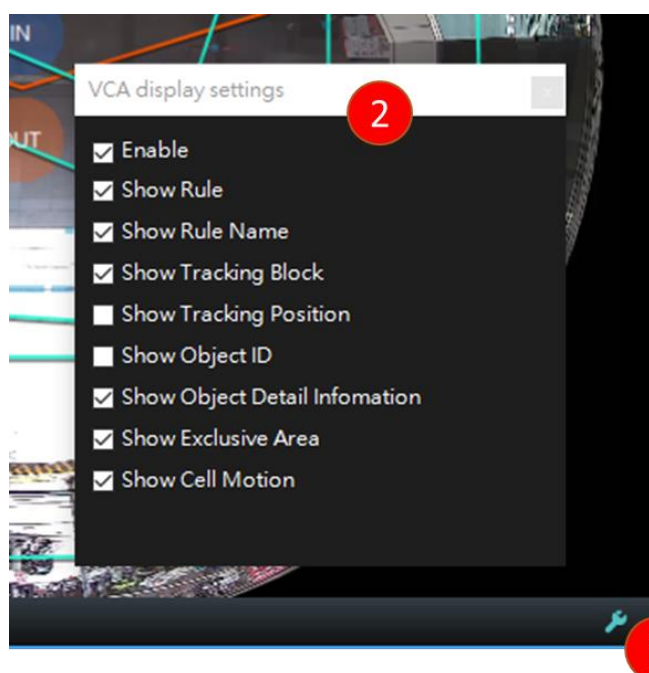 IN
VCA display settings
2
UT
Enable
Show Rule
Show Rule Name
Show Tracking Block
Show Tracking Position
Show Object ID
Show Object Detail Infomation
Show Exclusive Area
Show Cell Motion